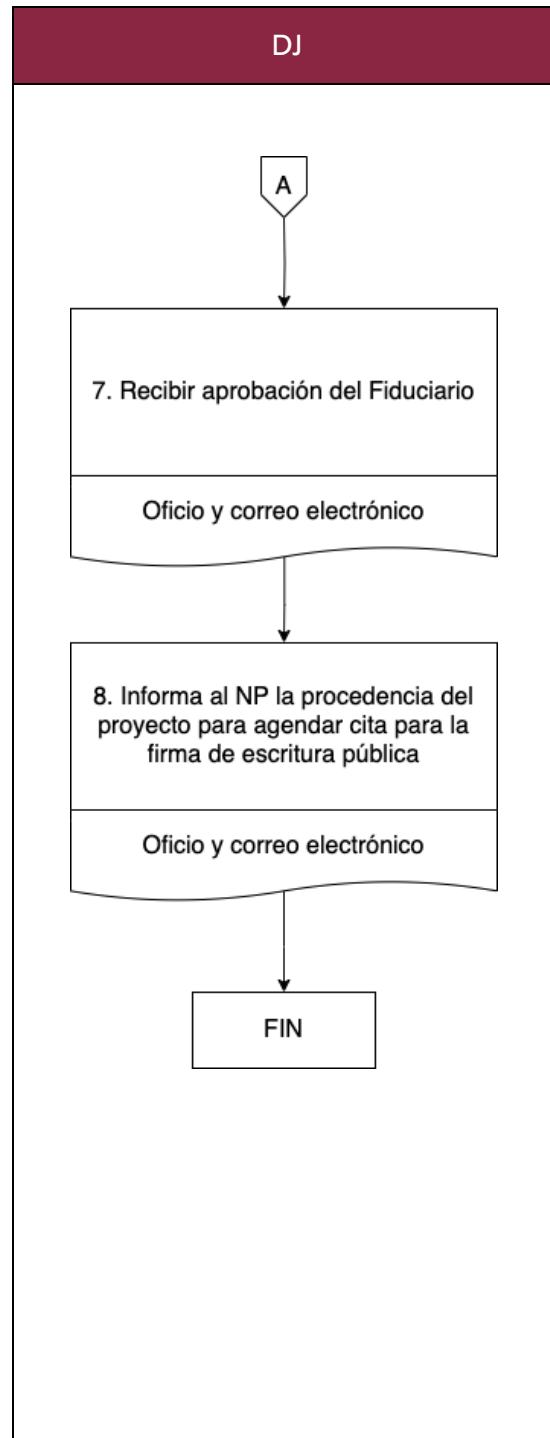 DJ
A
7. Recibir aprobación del Fiduciario
Oficio y correo electrónico
8. Informa al NP la procedencia del
proyecto para agendar cita para la
firma de escritura pública
Oficio y correo electrónico
FIN